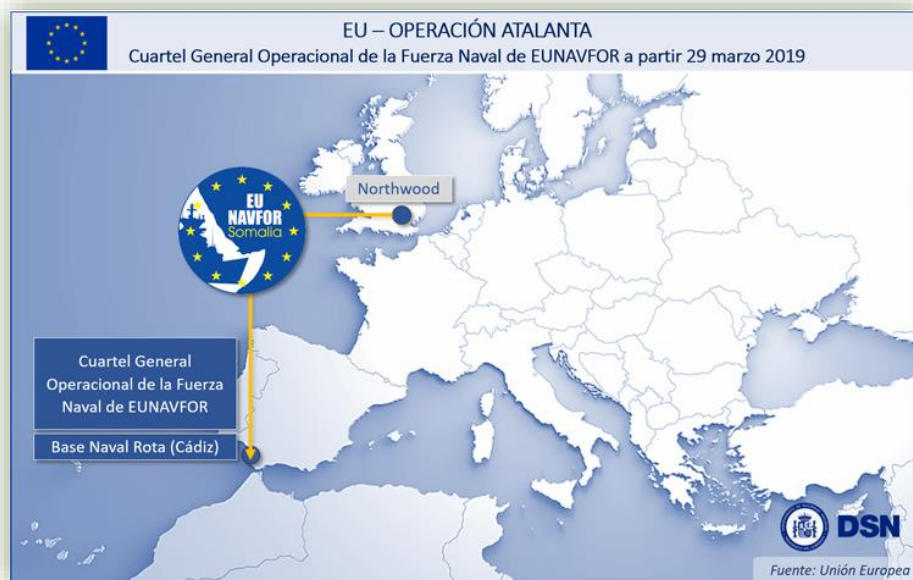 EU – OPERACIÓN ATALANTA
Cuartel General Operacional de la Fuerza Naval de EUNAVFOR a partir 29 marzo 2019
Northwood
EU
NAVFOR
Somalia
Cuartel General
Operacional de la Fuerza
Naval de EUNAVFOR
Base Naval Rota (Cádiz)
DSN
Fuente: Unión Europea